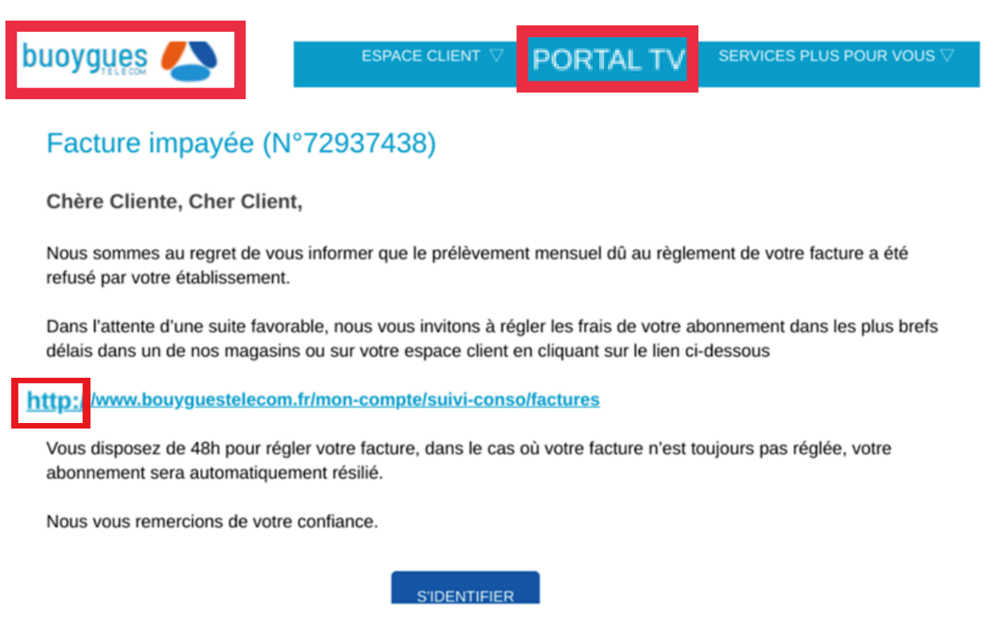 buoygues
TELECOM
ESPACE CLIENT ▽ PORTAL TV SERVICES PLUS POUR VOUS ▽
Facture impayée (N°72937438)
Chère Cliente, Cher Client,
Nous sommes au regret de vous informer que le prélèvement mensuel dû au règlement de votre facture a été
refusé par votre établissement.
Dans l’attente d’une suite favorable, nous vous invitons à régler les frais de votre abonnement dans les plus brefs
délais dans un de nos magasins ou sur votre espace client en cliquant sur le lien ci-dessous
http://www.bouyguestelecom.fr/mon-compte/suivi-conso/factures
Vous disposez de 48h pour régler votre facture, dans le cas où votre facture n’est toujours pas réglée, votre
abonnement sera automatiquement résilié.
Nous vous remercions de votre confiance.
S'IDENTIFIER